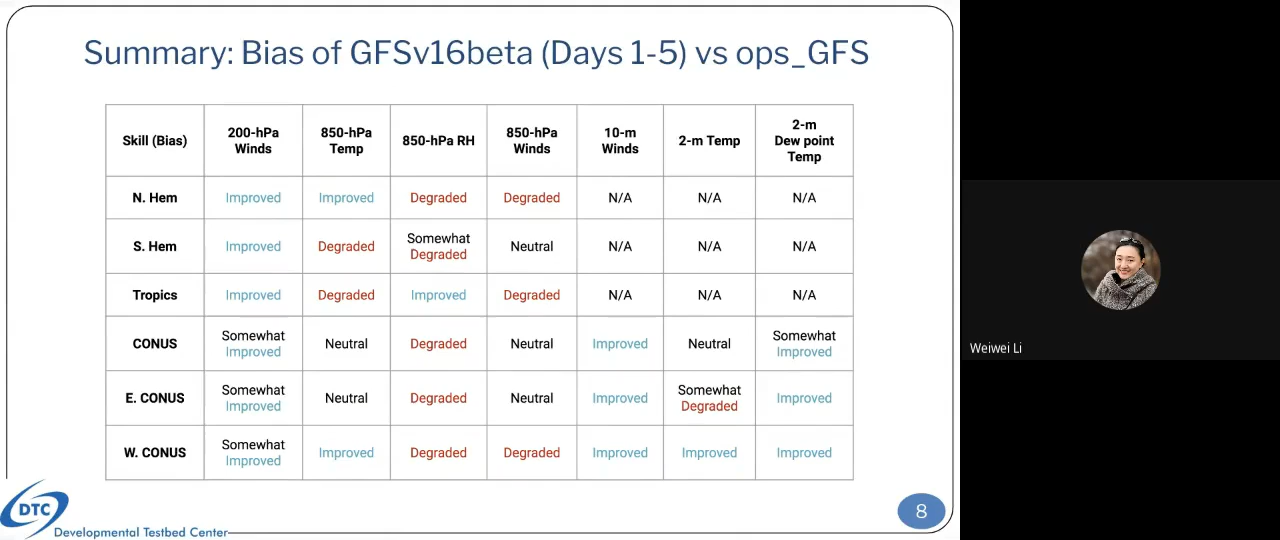 Summary: Bias of GFSv16beta (Days 1-5) vs ops_GFS
Skill (Bias) 200-hPa Winds 850-hPa Temp 850-hPa RH 850-hPa Winds 10-m Winds 2-m Temp 2-m Dew point Temp
N. Hem Improved Improved Degraded Degraded N/A N/A N/A
S. Hem Improved Degraded Somewhat Degraded Neutral N/A N/A N/A
Tropics Improved Degraded Improved Degraded N/A N/A N/A
CONUS Somewhat Improved Neutral Degraded Neutral Improved Neutral Somewhat Improved
E. CONUS Somewhat Improved Neutral Degraded Neutral Improved Somewhat Degraded Improved
W. CONUS Somewhat Improved Improved Degraded Degraded Improved Improved Improved
DTC
Developmental Testbed Center
8
Weiwei Li